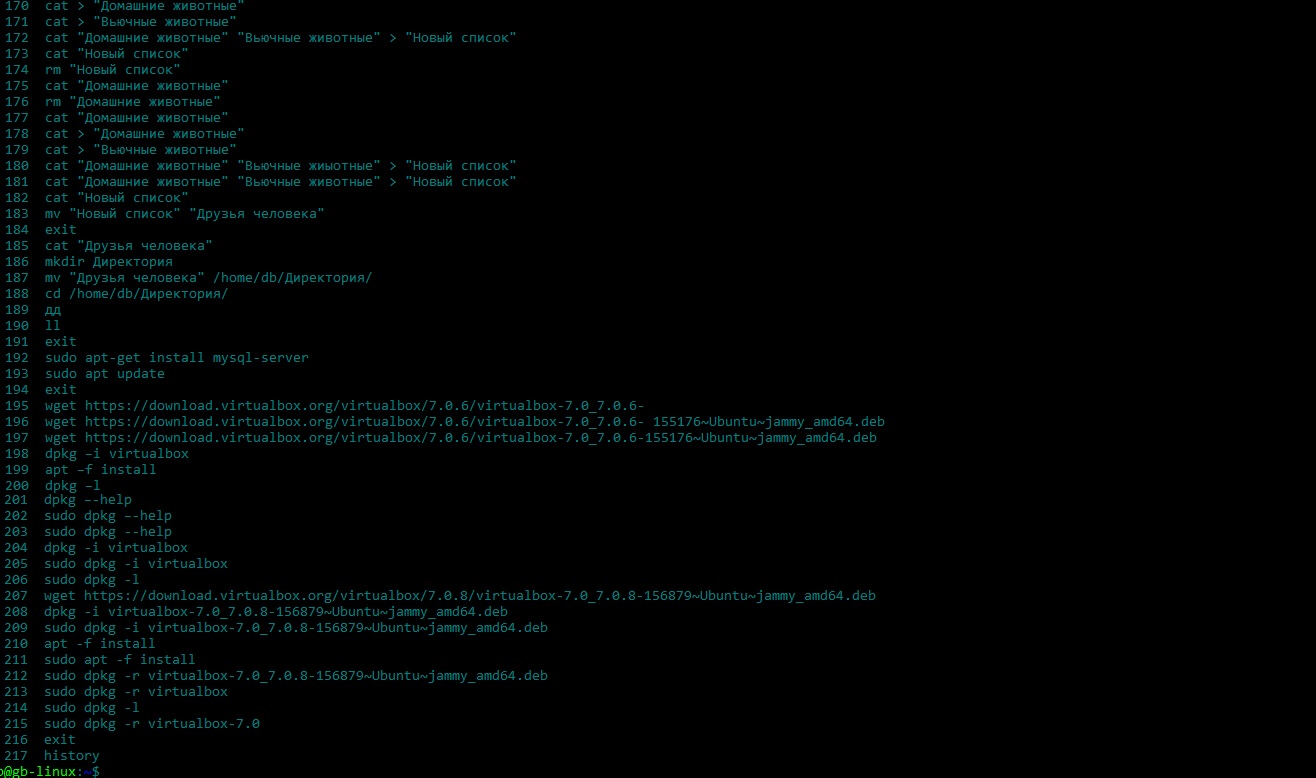 170 cat > "Домашние животные"
171 cat > "Вьючные животные"
172 cat "Домашние животные" "Вьючные животные" > "Новый список"
173 cat "Новый список"
174 rm "Новый список"
175 cat "Домашние животные"
176 rm "Домашние животные"
177 cat "Домашние животные"
178 cat > "Домашние животные"
179 cat > "Вьючные животные"
180 cat "Домашние животные" "Вьючные жиыотные" > "Новый список"
181 cat "Домашние животные" "Вьючные животные" > "Новый список"
182 cat "Новый список"
183 mv "Новый список" "Друзья человека"
184 exit
185 cat "Друзья человека"
186 mkdir Директория
187 mv "Друзья человека" /home/db/Директория/
188 cd /home/db/Директория/
189 дд
190 ll
191 exit
192 sudo apt-get install mysql-server
193 sudo apt update
194 exit
195 wget https://download.virtualbox.org/virtualbox/7.0.6/virtualbox-7.0_7.0.6-
196 wget https://download.virtualbox.org/virtualbox/7.0.6/virtualbox-7.0_7.0.6- 155176~Ubuntu~jammy_amd64.deb
197 wget https://download.virtualbox.org/virtualbox/7.0.6/virtualbox-7.0_7.0.6-155176~Ubuntu~jammy_amd64.deb
198 dpkg –i virtualbox
199 apt –f install
200 dpkg –l
201 dpkg –-help
202 sudo dpkg –-help
203 sudo dpkg --help
204 dpkg -i virtualbox
205 sudo dpkg -i virtualbox
206 sudo dpkg -l
207 wget https://download.virtualbox.org/virtualbox/7.0.8/virtualbox-7.0_7.0.8-156879~Ubuntu~jammy_amd64.deb
208 dpkg -i virtualbox-7.0_7.0.8-156879~Ubuntu~jammy_amd64.deb
209 sudo dpkg -i virtualbox-7.0_7.0.8-156879~Ubuntu~jammy_amd64.deb
210 apt -f install
211 sudo apt -f install
212 sudo dpkg -r virtualbox-7.0_7.0.8-156879~Ubuntu~jammy_amd64.deb
213 sudo dpkg -r virtualbox
214 sudo dpkg -l
215 sudo dpkg -r virtualbox-7.0
216 exit
217 history
@gb-linux:~$